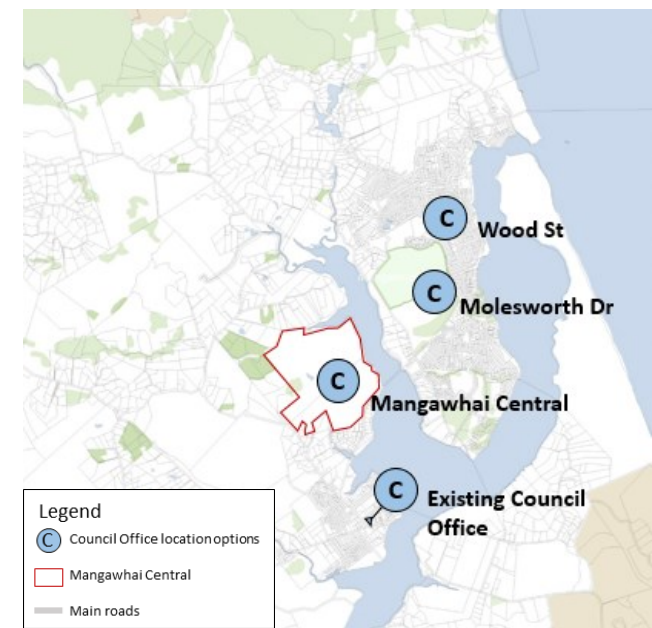 C
Wood St
C
Molesworth Dr
C
Mangawhai Central
C
Existing Council
Office
Legend
C Council Office location options
Mangawhai Central
Main roads